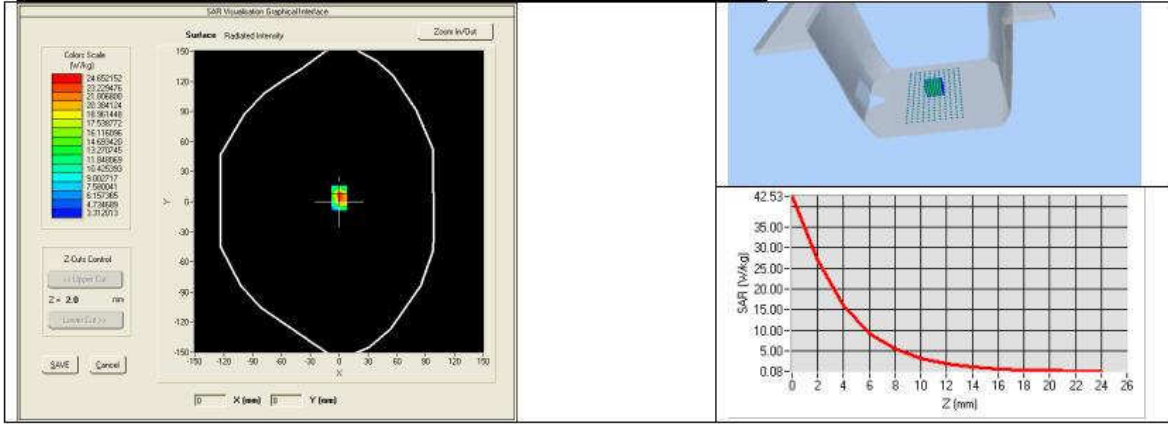 SAR Visualisation Graphical Interface
Surface Radiated Intensity
Zoom In/Out
Colors Scale
(W/kg)
24.652152
23.229476
21.806800
20.384124
18.961448
17.538772
16.116096
14.693420
13.270745
11.848069
10.425393
9.002717
7.580041
6.157365
4.734689
3.312013
Z-Cuts Control
<< Upper Cut
Z = 2.0 mm
Lower Cut >>
SAVE Cancel
150
120
90
60
30
0
-30
-60
-90
-120
-150
Y
-150 -120 -90 -60 -30 0 30 60 90 120 150
X
0 X (mm) 0 Y (mm)
42.53
35.00
30.00
25.00
20.00
15.00
10.00
5.00
0.08
SAR (W/kg)
0 2 4 6 8 10 12 14 16 18 20 22 24 26
Z (mm)